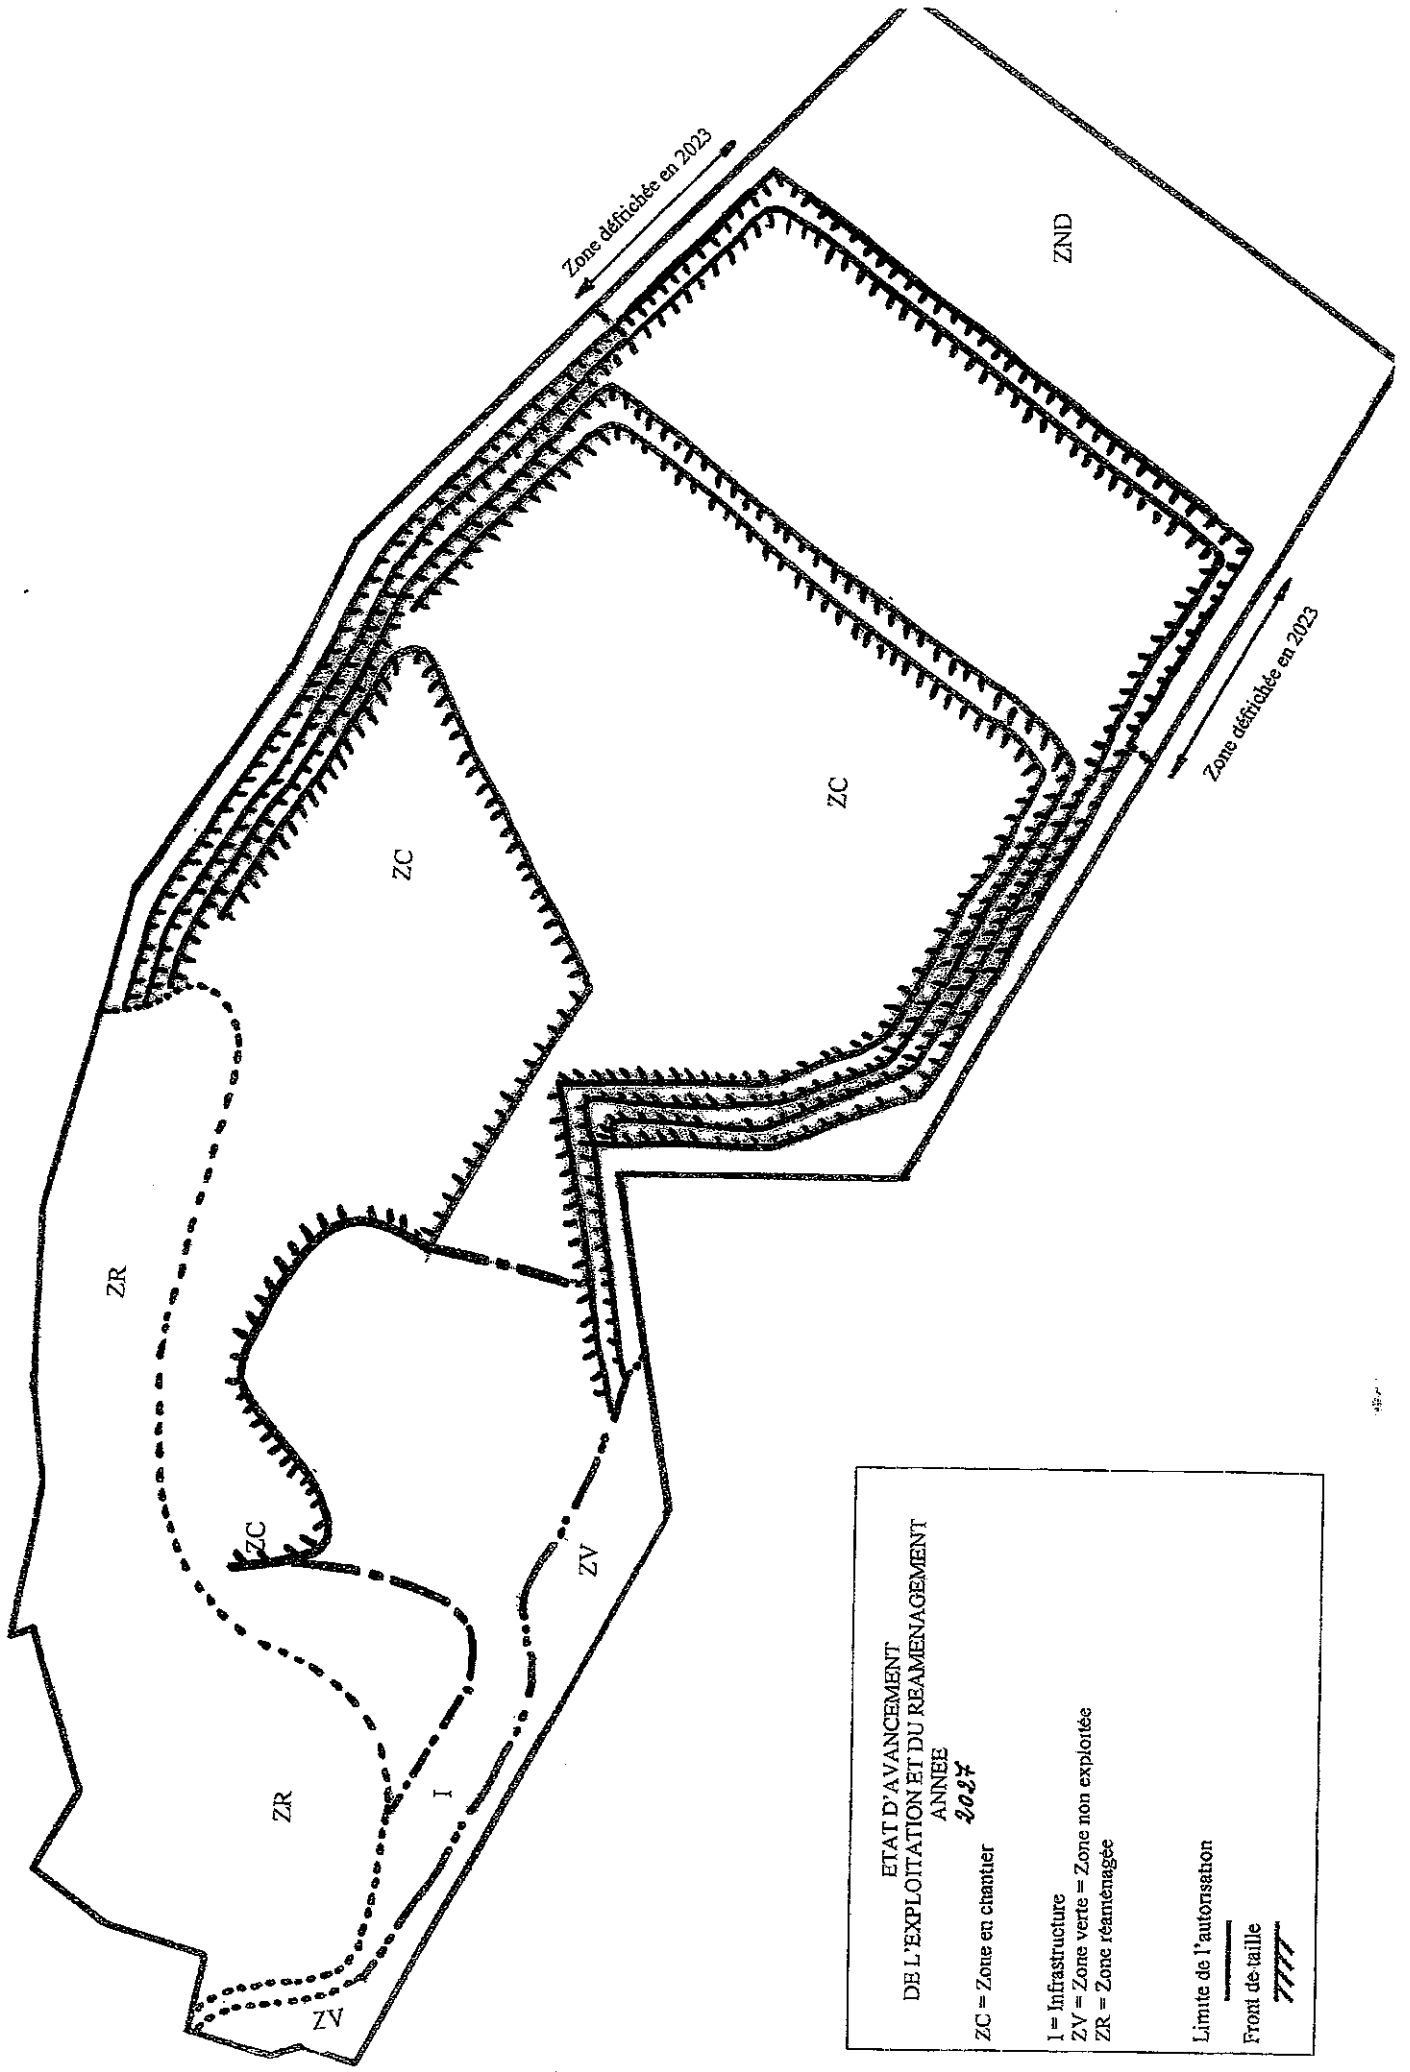 Zone défrichée en 2023
ZND
ZC
ZC
Zone défrichée en 2023
ZR
ZC
ZV
ZR
I
ZV
ETAT D'AVANCEMENT
DE L'EXPLOITATION ET DU REAMENAGEMENT
ANNEE
2027
ZC = Zone en chantier
I = Infrastructure
ZV = Zone verte = Zone non exploitée
ZR = Zone réaménagée
Limite de l'autorisation
Front de taille